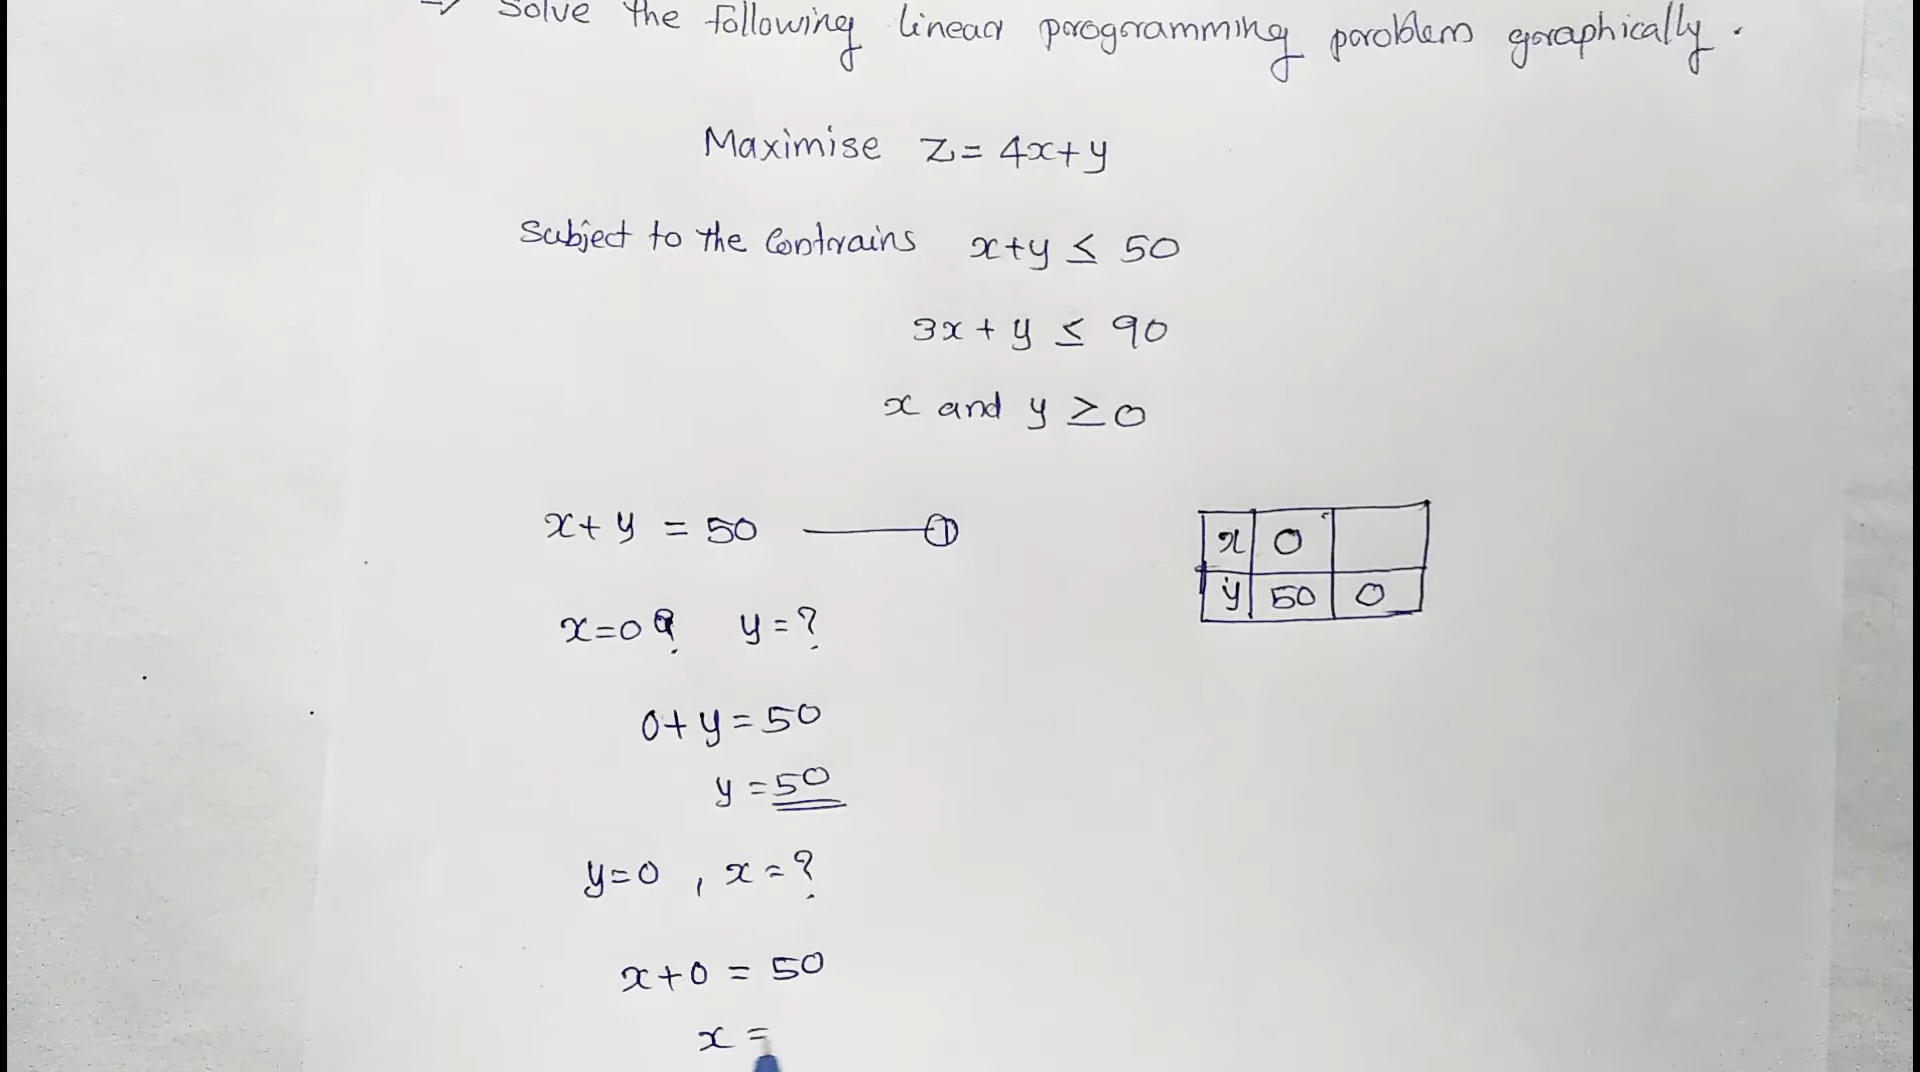 Solve the following linear programming problem graphically.
Maximise Z = 4x+y
Subject to the Contrains x+y ≤ 50
3x + y ≤ 90
x and y ≥ 0
x + y = 50 ——— ①
x 0
y 50 0
x=0 y=?
0+y=50
y=50
y=0, x=?
x+0 = 50
x =